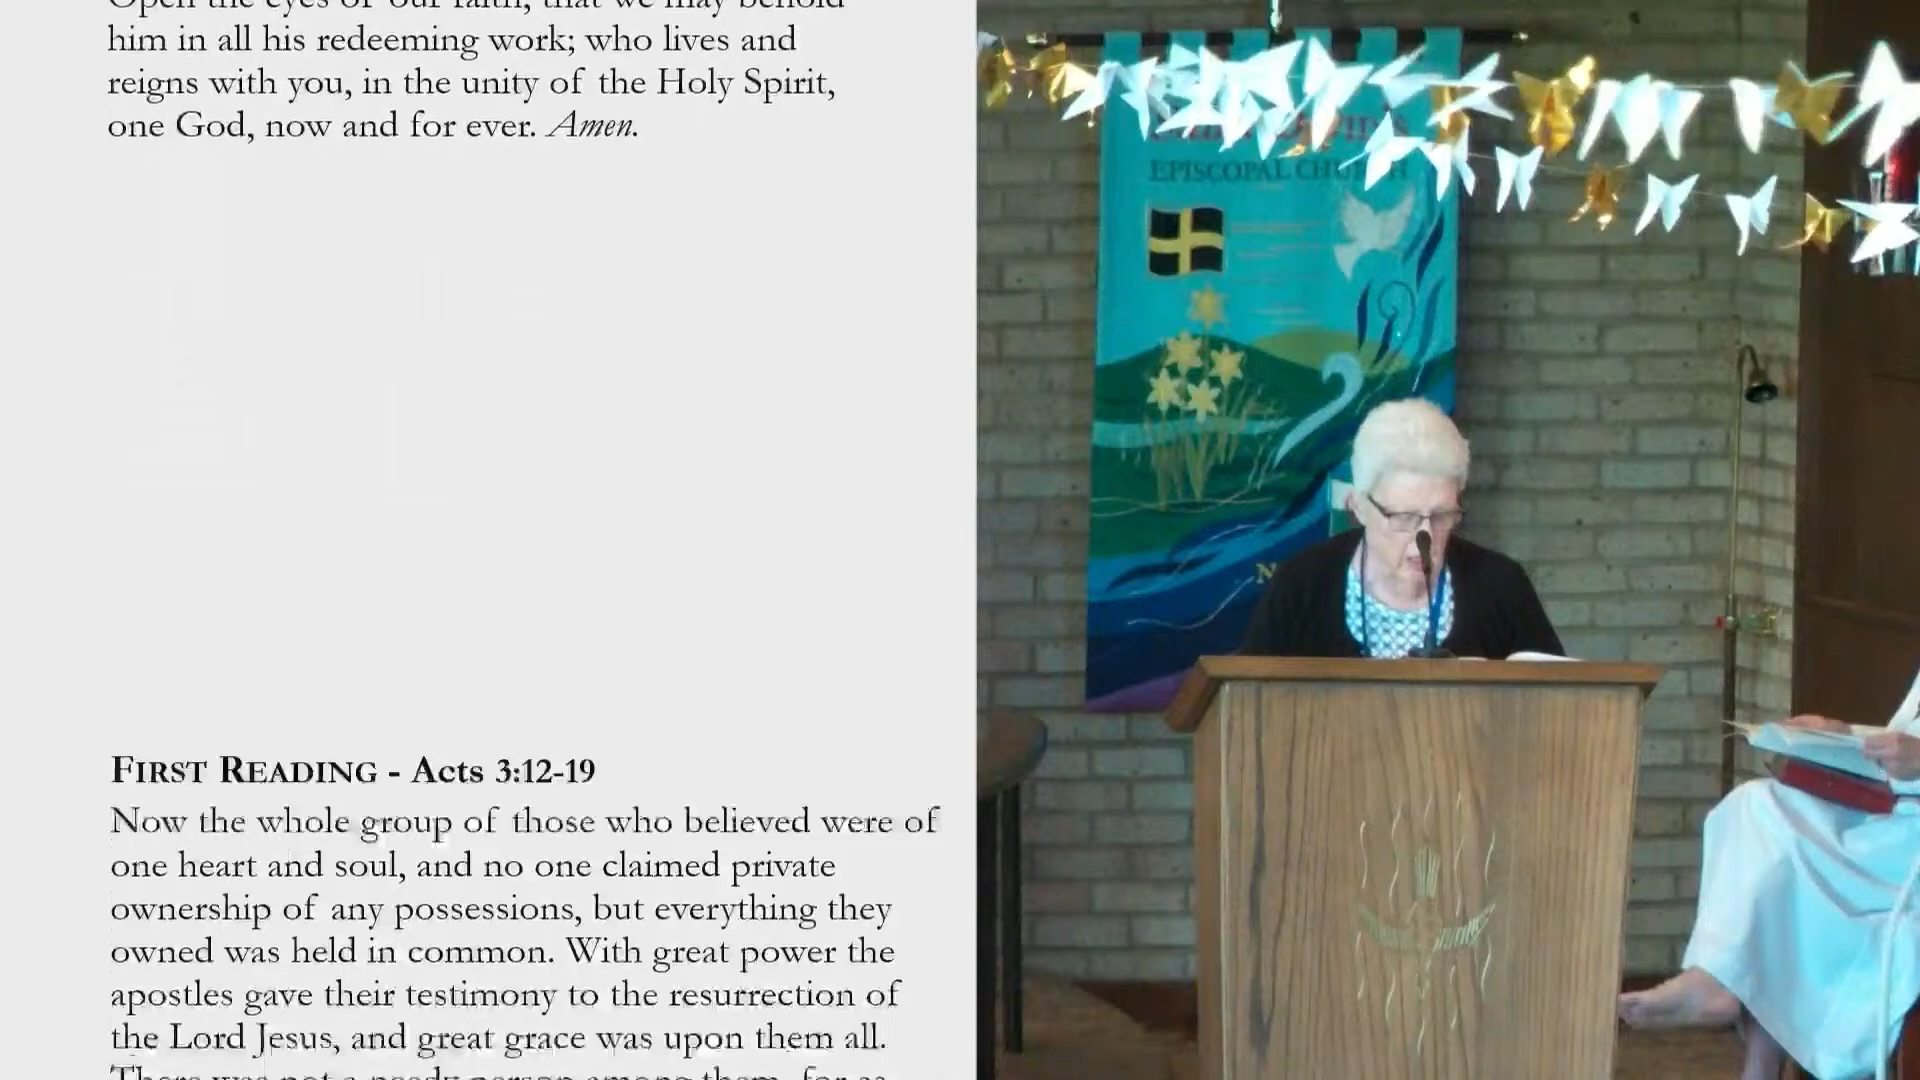 him in all his redeeming work; who lives and
reigns with you, in the unity of the Holy Spirit,
one God, now and for ever. Amen.
FIRST READING - Acts 3:12-19
Now the whole group of those who believed were of
one heart and soul, and no one claimed private
ownership of any possessions, but everything they
owned was held in common. With great power the
apostles gave their testimony to the resurrection of
the Lord Jesus, and great grace was upon them all.
EPISCOPAL CHURCH